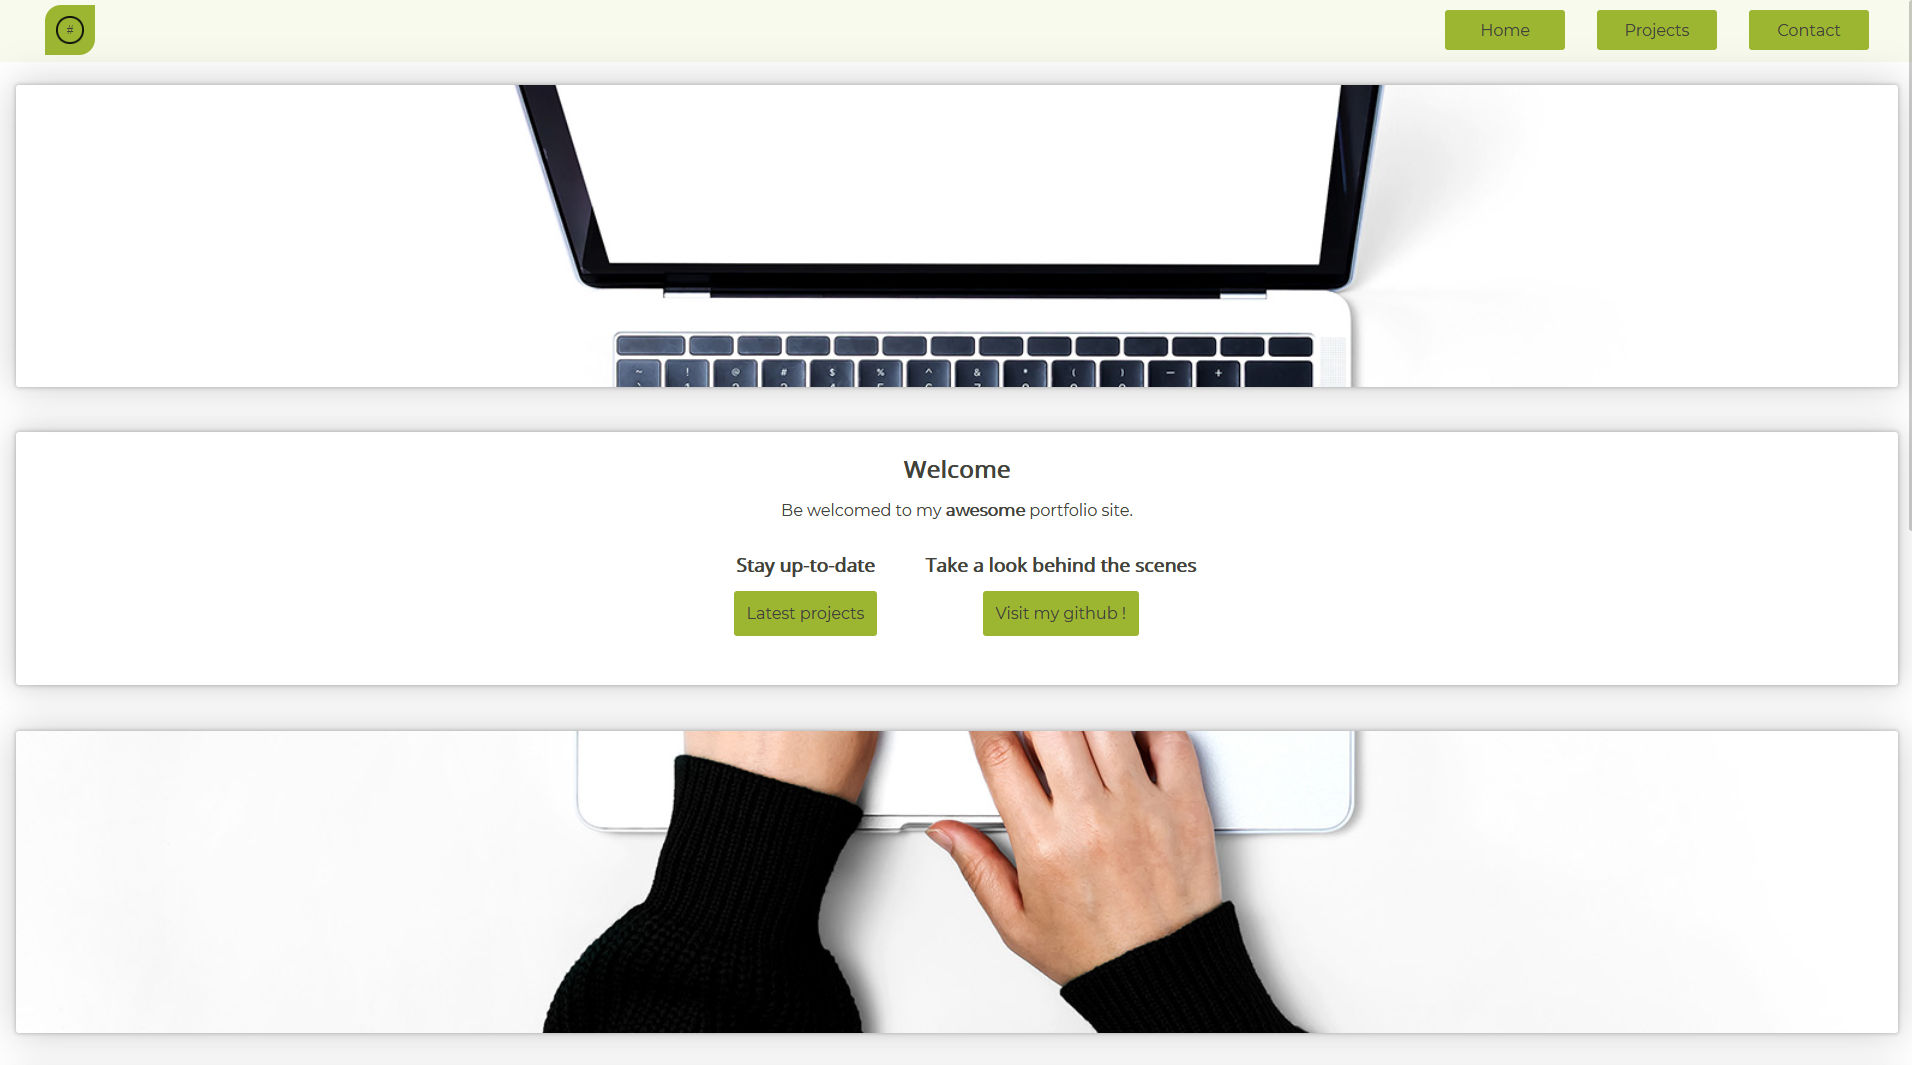 #
Home Projects Contact
~ ! @ # $ % ^ & * ( ) — +
Welcome
Be welcomed to my awesome portfolio site.
Stay up-to-date Take a look behind the scenes
Latest projects Visit my github !